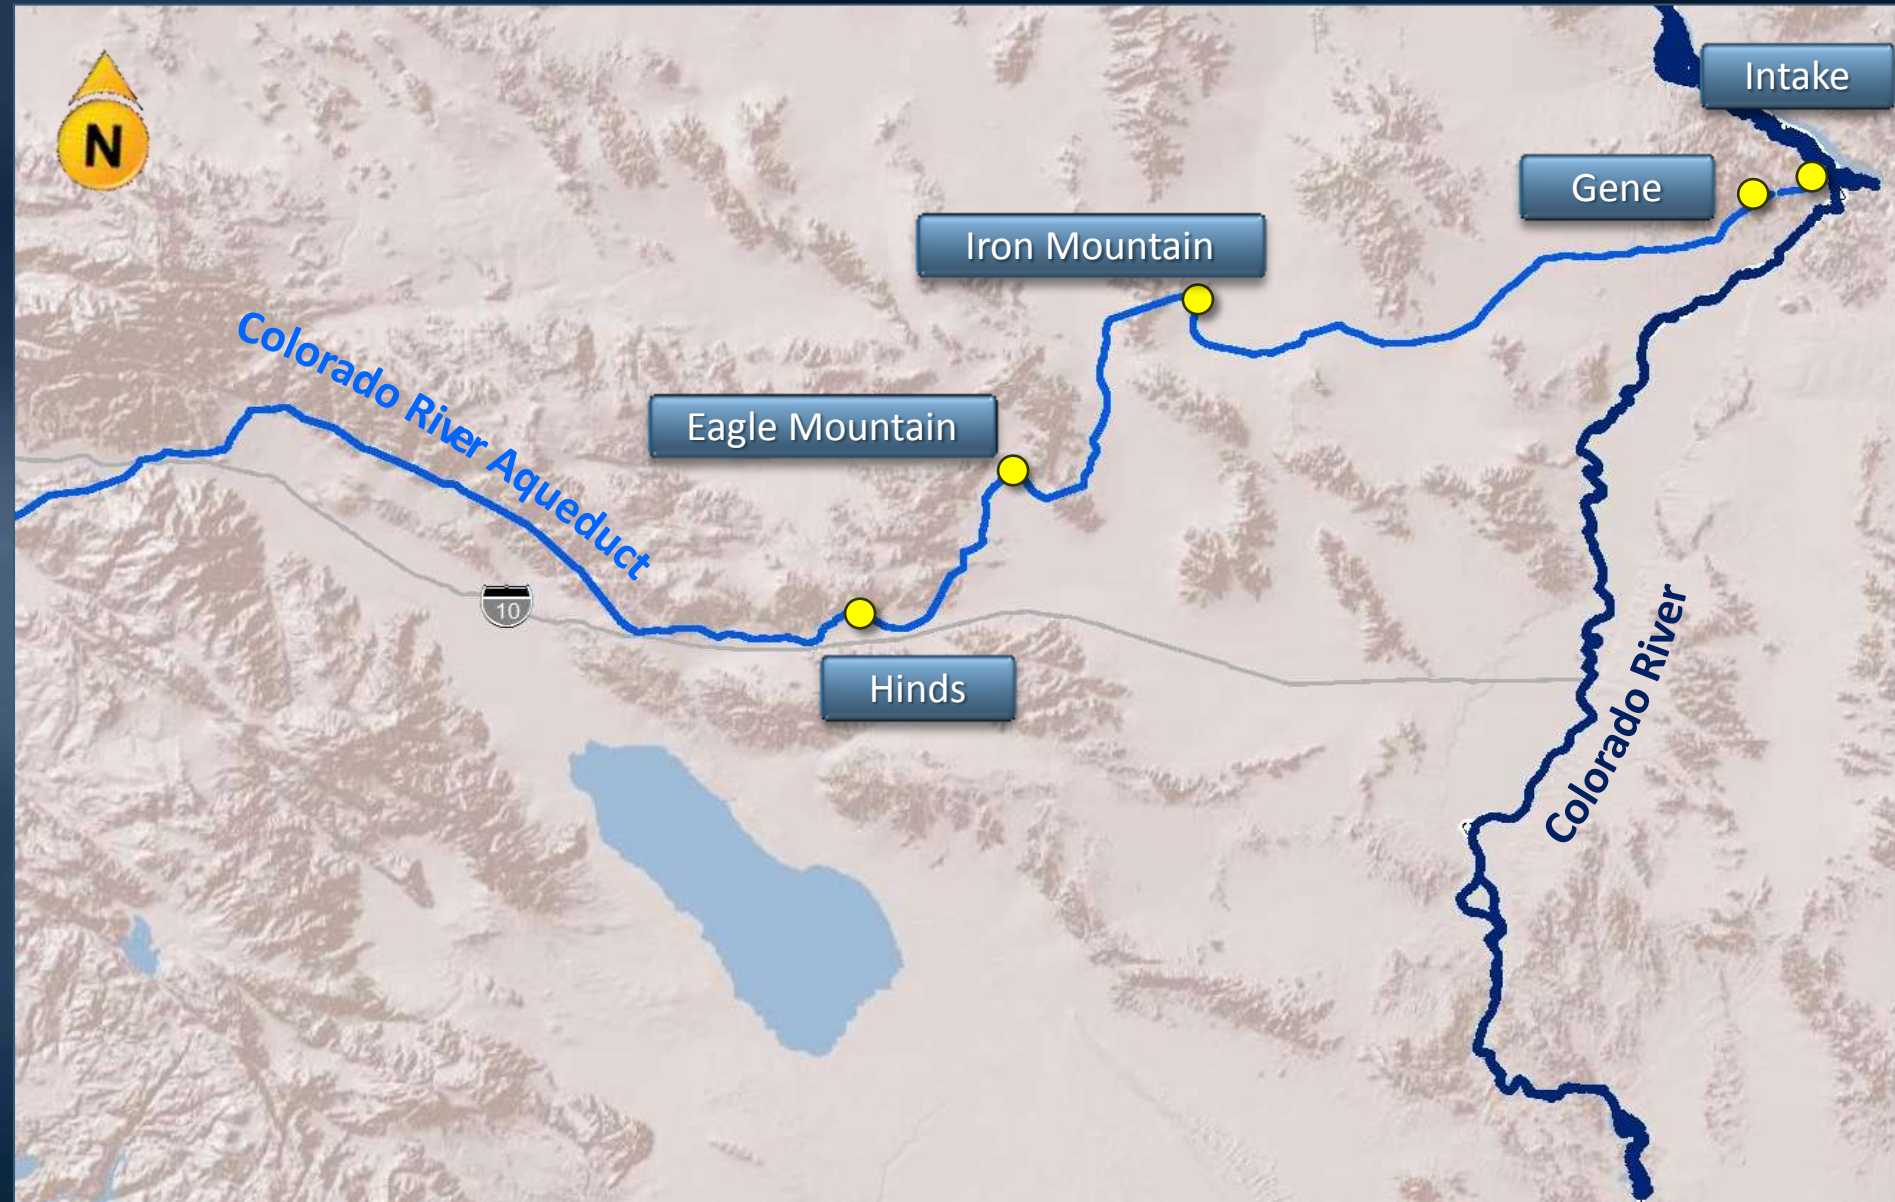 N
Intake
Gene
Iron Mountain
Colorado River Aqueduct
Eagle Mountain
10
Hinds
Colorado River